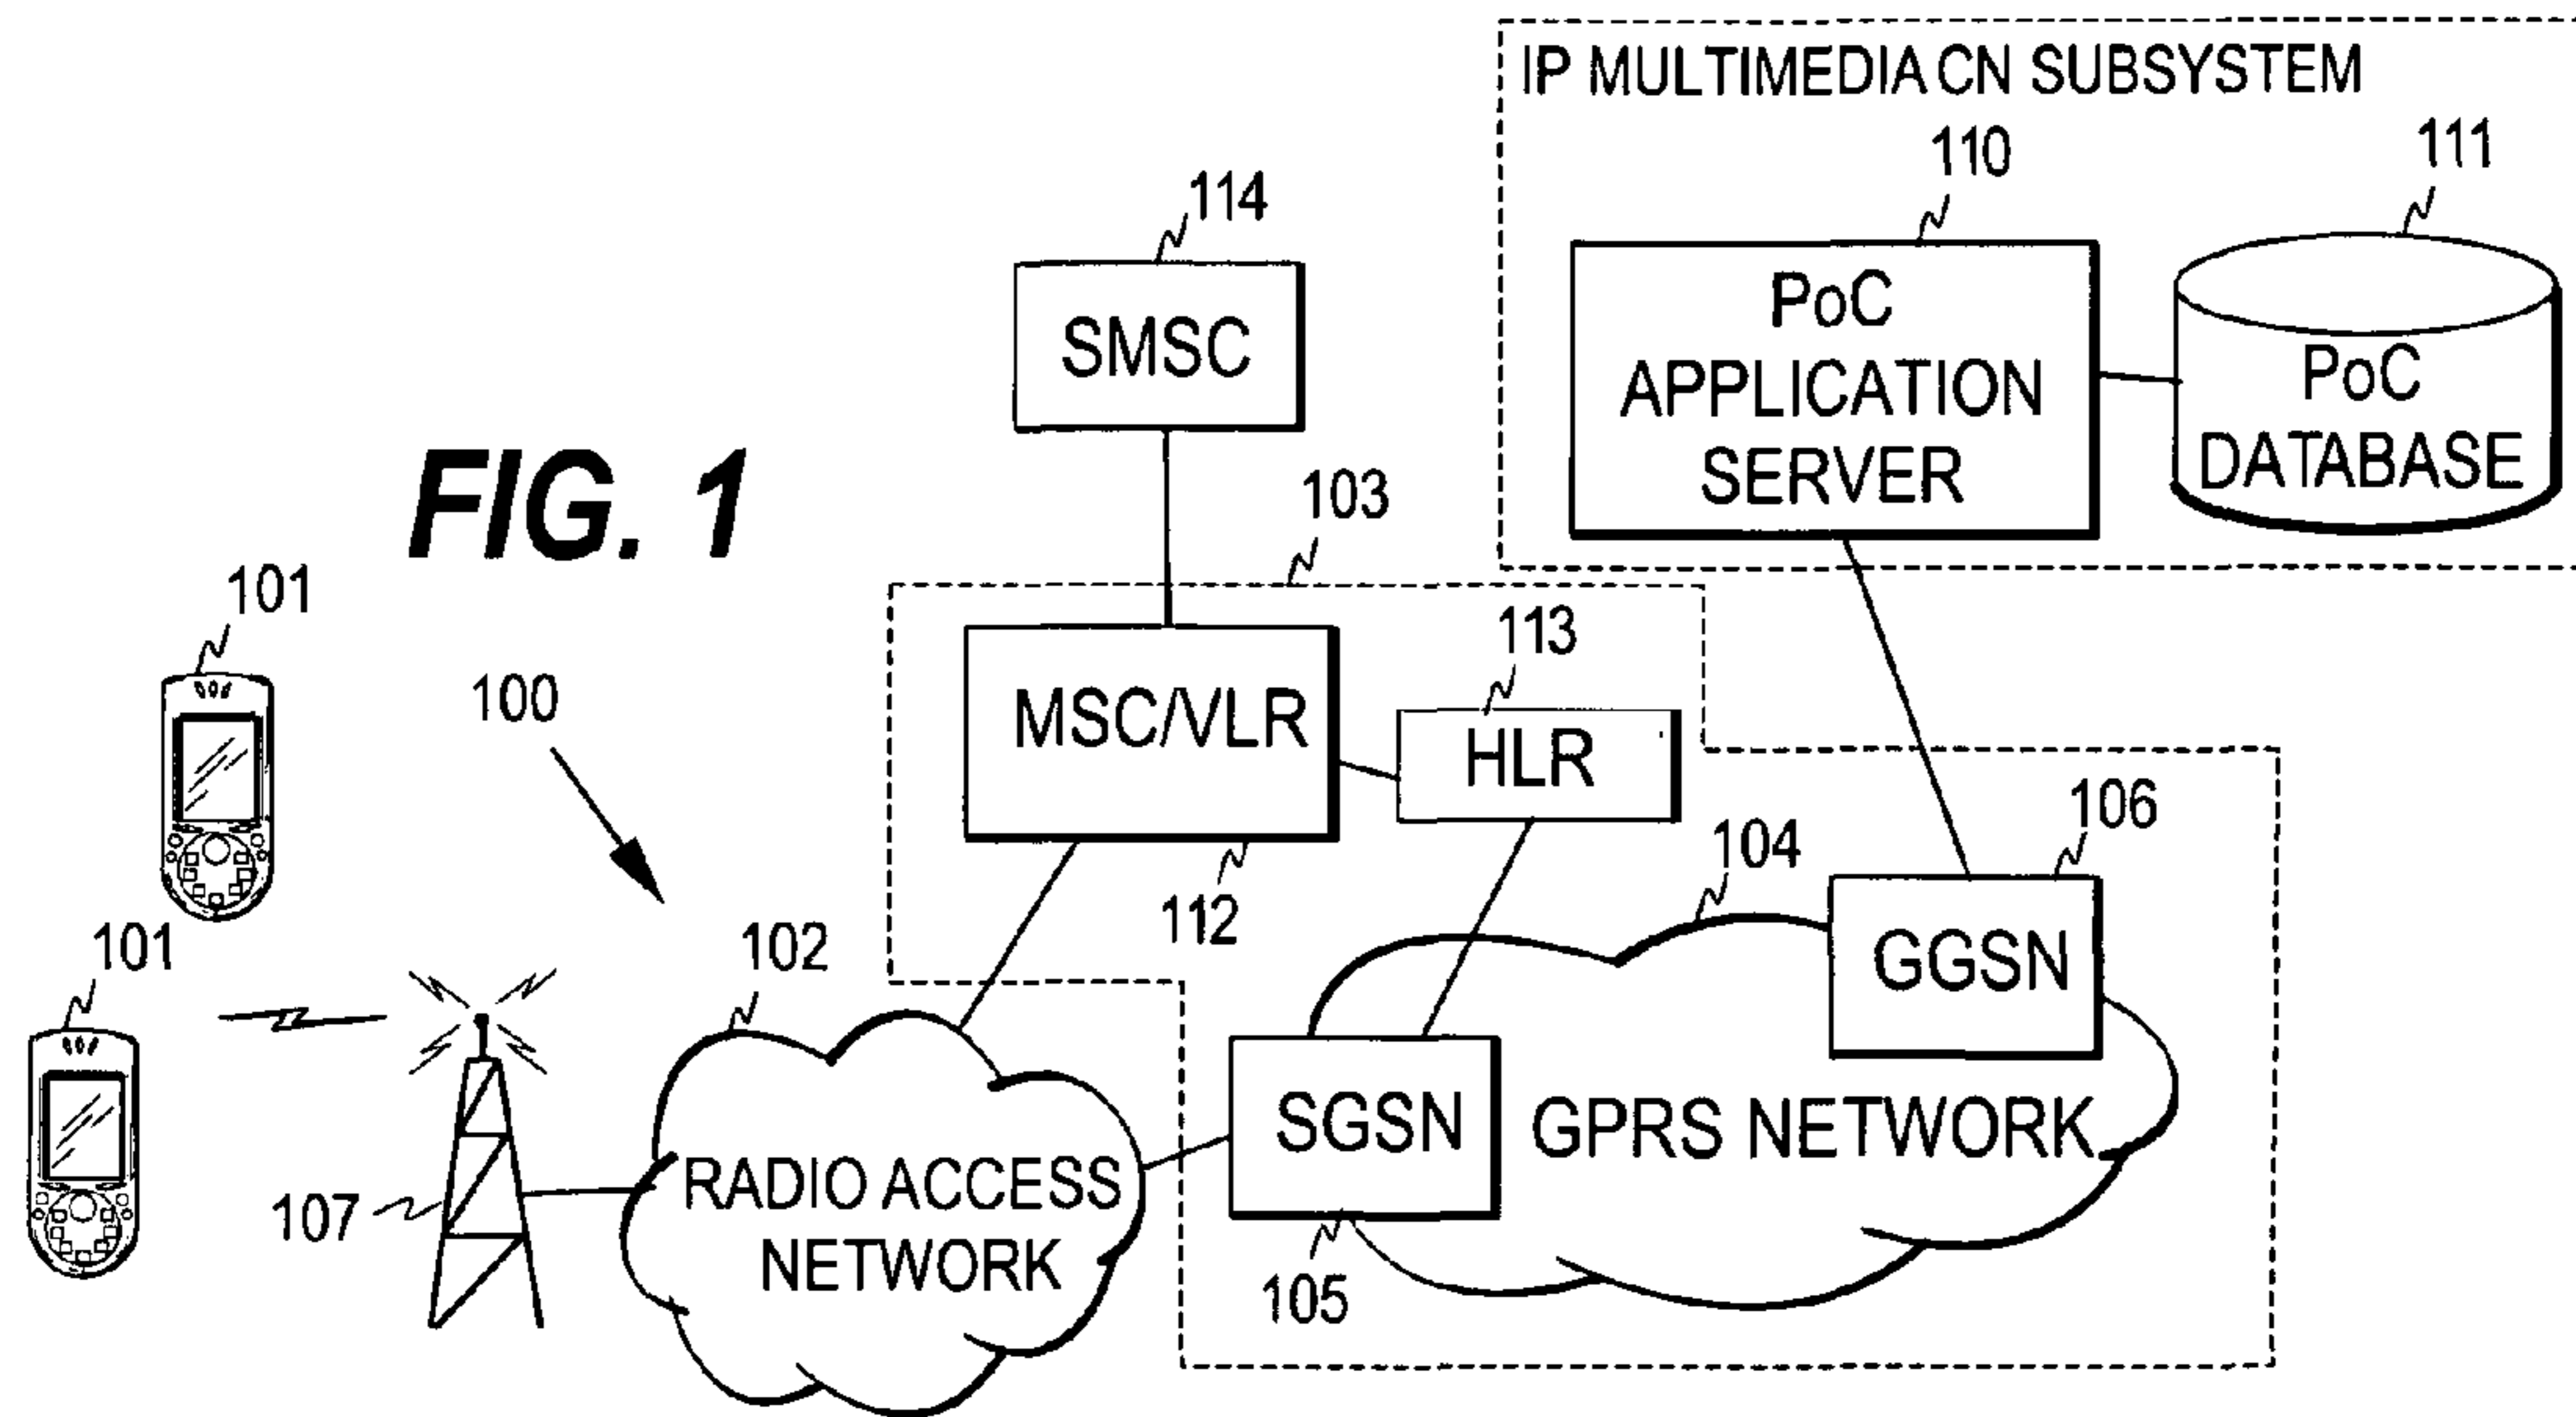 IP MULTIMEDIA CN SUBSYSTEM
110
111
114
PoC
APPLICATION
SERVER
PoC
DATABASE
SMSC
FIG. 1
103
101
113
100
MSC/VLR
HLR
106
104
112
101
102
GGSN
SGSN
GPRS NETWORK
RADIO ACCESS
NETWORK
107
105